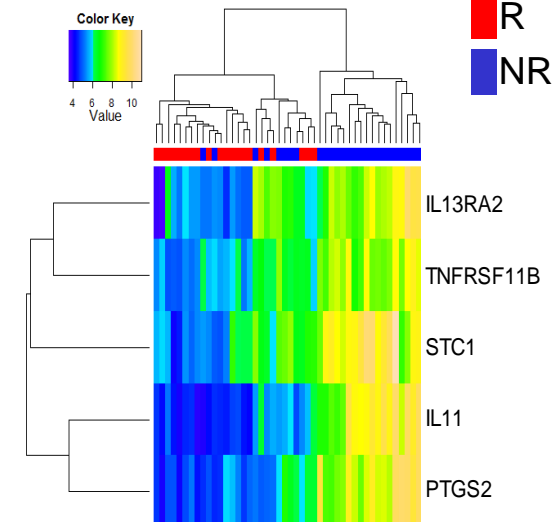 Color Key
4 6 8 10
Value
R
NR
IL13RA2
TNFRSF11B
STC1
IL11
PTGS2